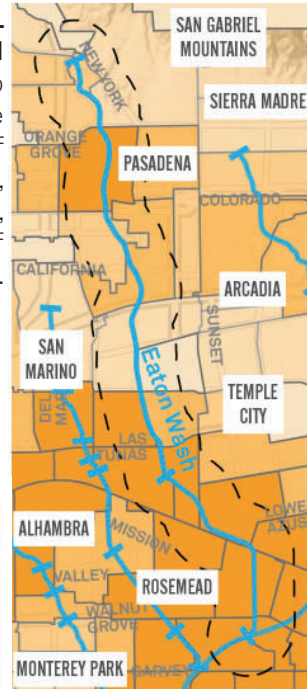 SAN GABRIEL
MOUNTAINS
NEW YORK
SIERRA MADRE
ORANGE
GROVE
PASADENA
COLORADO
CALIFORNIA
ARCADIA
SUNSET
SAN
MARINO
Eaton Wash
TEMPLE
CITY
DEL
MAR
LAS
TUNAS
LOWER
AZUSA
ALHAMBRA
MISSION
VALLEY
ROSEMEAD
WALNUT
GROVE
MONTEREY PARK
GARVEY